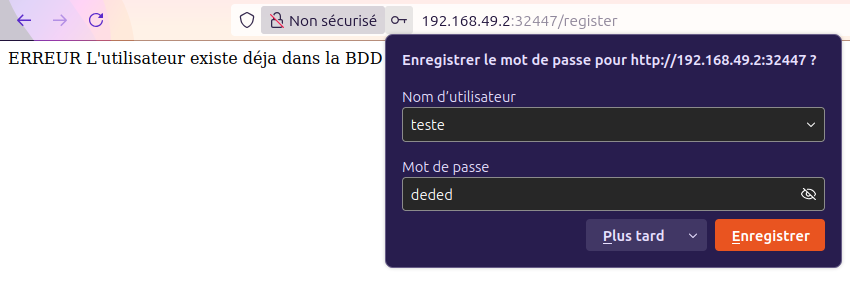 Non sécurisé 192.168.49.2:32447/register
ERREUR L'utilisateur existe déja dans la BDD
Enregistrer le mot de passe pour http://192.168.49.2:32447 ?
Nom d’utilisateur
teste
Mot de passe
deded
Plus tard
Enregistrer